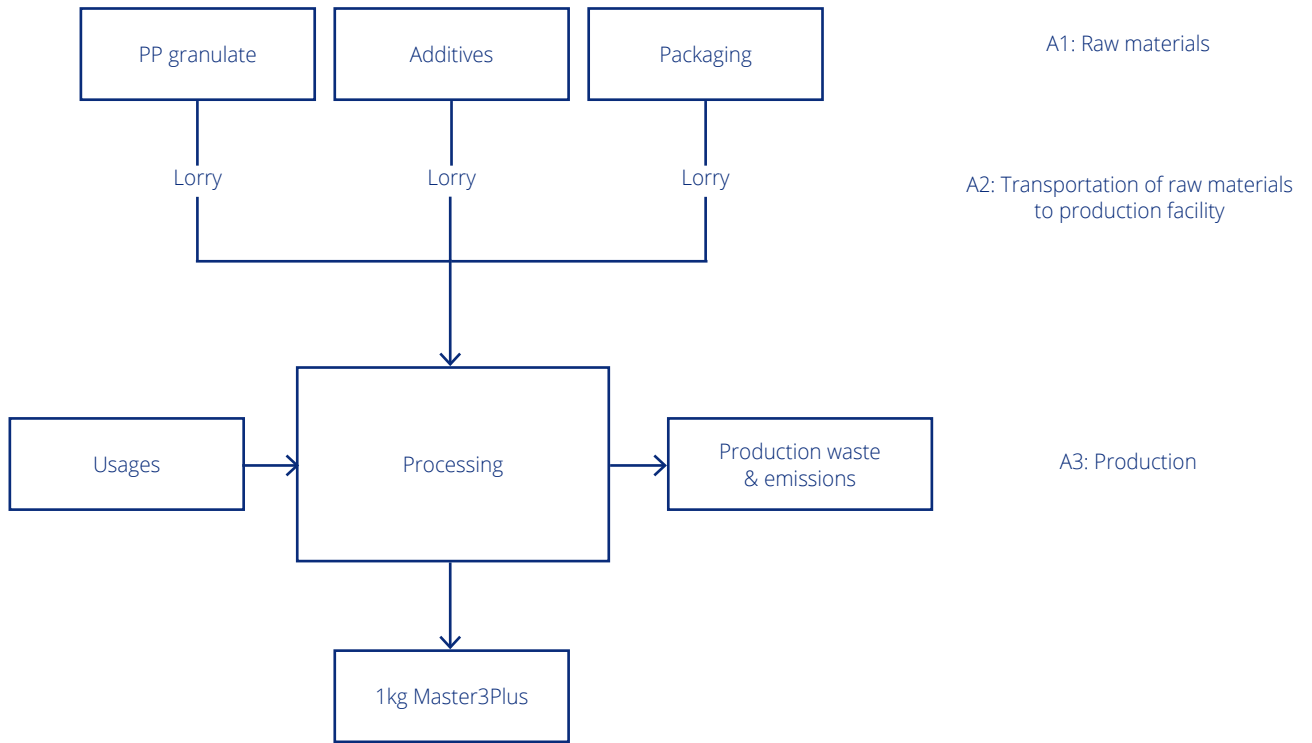 PP granulate
Additives
Packaging
A1: Raw materials
Lorry
Lorry
Lorry
A2: Transportation of raw materials
to production facility
Usages
Processing
Production waste
& emissions
A3: Production
1kg Master3Plus